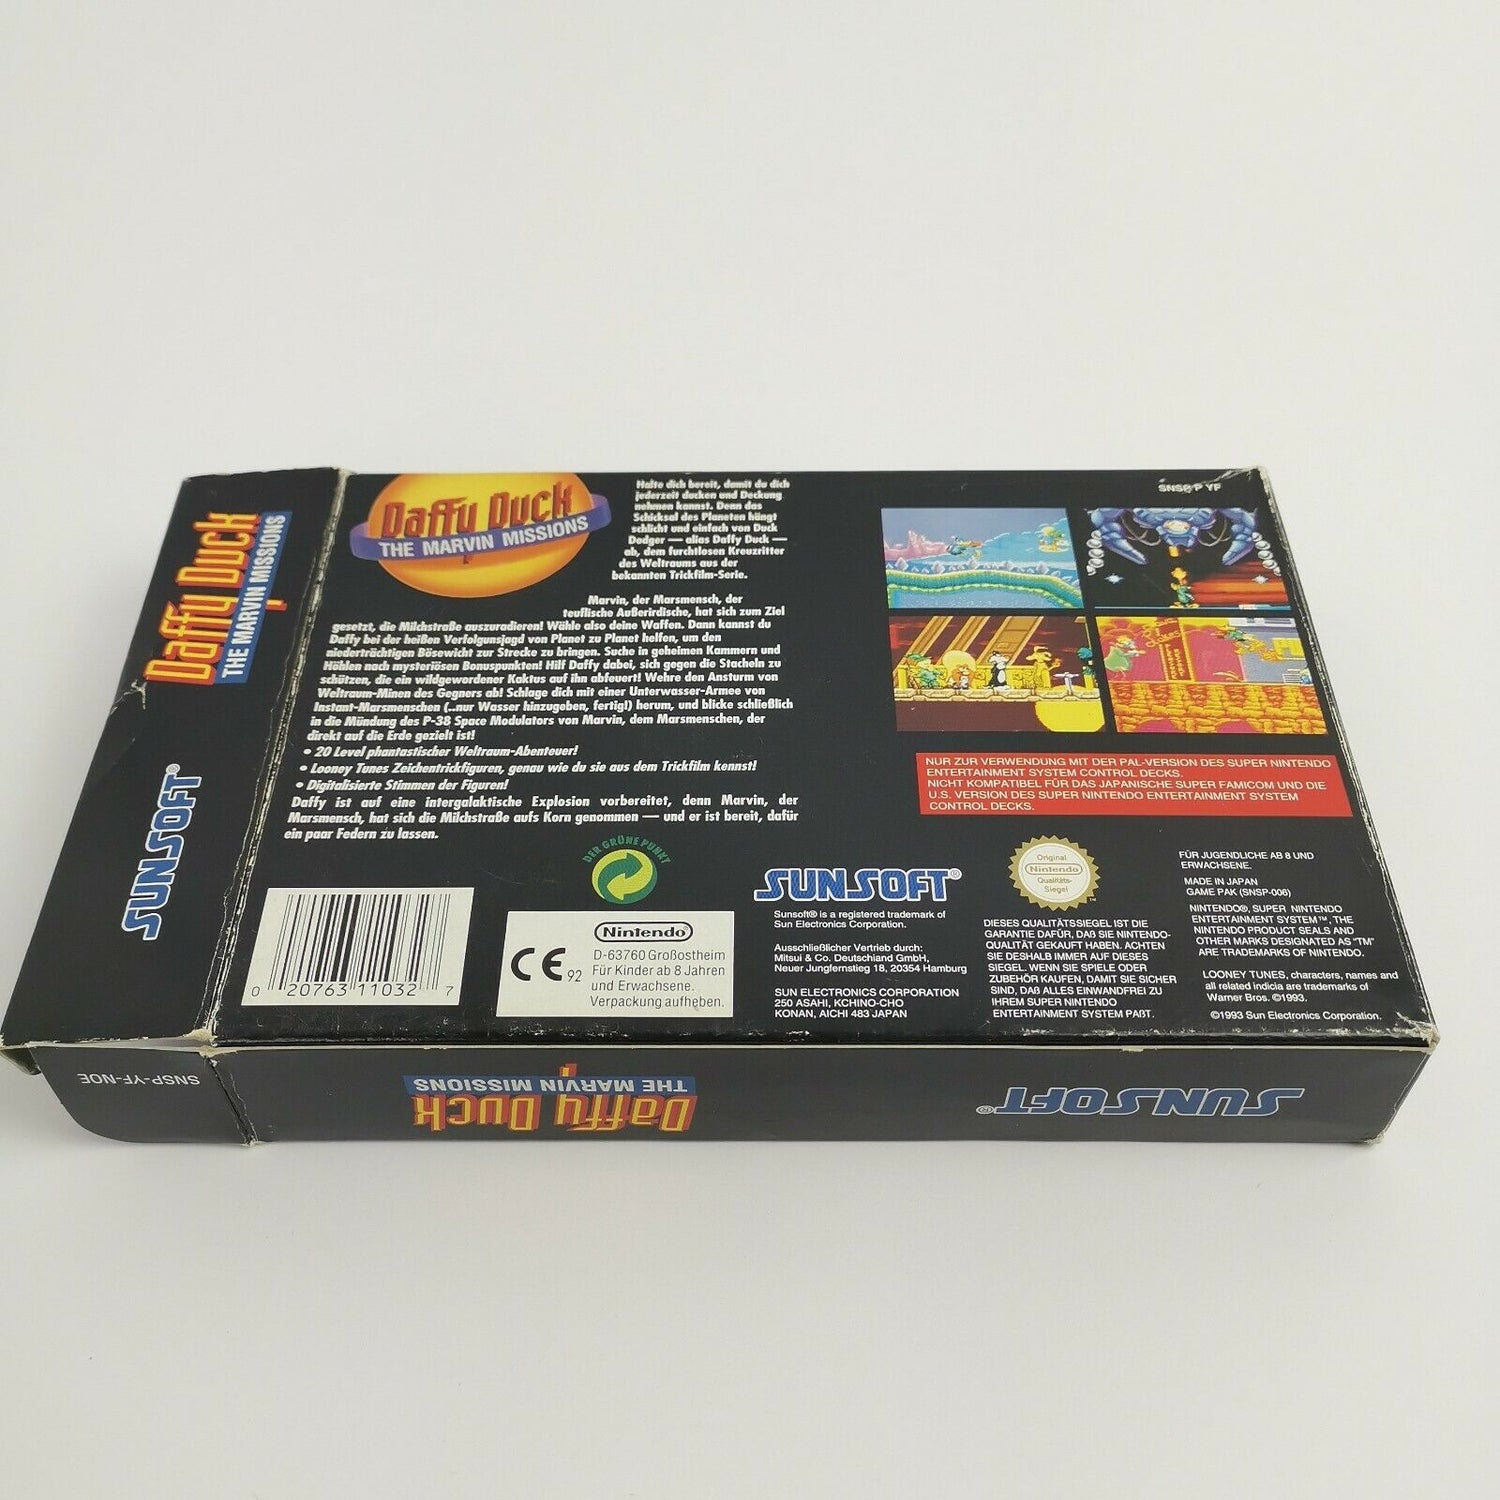 Daffy Duck
THE MARVIN MISSIONS
SUNSOFT®
Daffy Duck
THE MARVIN MISSIONS
Halte dich bereit, damit du dich
jederzeit ducken und Deckung
nehmen kannst. Denn das
Schicksal des Planeten hängt
schlicht und einfach von Duck
Dodger — alias Daffy Duck —
ab, dem furchtlosen Kreuzritter
des Weltraums aus der
bekannten Trickfilm-Serie.
Marvin, der Marsmensch, der
teuflische Außerirdische, hat sich zum Ziel
gesetzt, die Milchstraße auszuradieren! Wähle also deine Waffen. Dann kannst du
Daffy bei der heißen Verfolgunsjagd von Planet zu Planet helfen, um den
niederträchtigen Bösewicht zur Strecke zu bringen. Suche in geheimen Kammern und
Höhlen nach mysteriösen Bonuspunkten! Hilf Daffy dabei, sich gegen die Stacheln zu
schützen, die ein wildgewordener Kaktus auf ihn abfeuert! Wehre den Ansturm von
Weltraum-Minen des Gegners ab! Schlage dich mit einer Unterwasser-Armee von
Instant-Marsmenschen (..nur Wasser hinzugeben, fertig!) herum, und blicke schließlich
in die Mündung des P-38 Space Modulators von Marvin, dem Marsmenschen, der
direkt auf die Erde gezielt ist!
• 20 Level phantastischer Weltraum-Abenteuer!
• Looney Tunes Zeichentrickfiguren, genau wie du sie aus dem Trickfilm kennst!
• Digitalisierte Stimmen der Figuren!
Daffy ist auf eine intergalaktische Explosion vorbereitet, denn Marvin, der
Marsmensch, hat sich die Milchstraße aufs Korn genommen — und er ist bereit, dafür
ein paar Federn zu lassen.
SNSP P YF
NUR ZUR VERWENDUNG MIT DER PAL-VERSION DES SUPER NINTENDO
ENTERTAINMENT SYSTEM CONTROL DECKS.
NICHT KOMPATIBEL FÜR DAS JAPANISCHE SUPER FAMICOM UND DIE
U.S. VERSION DES SUPER NINTENDO ENTERTAINMENT SYSTEM
CONTROL DECKS.
0 20763 11032 7
DER GRÜNE PUNKT
CE 92
Nintendo®
D-63760 Großostheim
Für Kinder ab 8 Jahren
und Erwachsene.
Verpackung aufheben.
SUNSOFT®
Sunsoft® is a registered trademark of
Sun Electronics Corporation.
Ausschließlicher Vertrieb durch:
Mitsui & Co. Deutschland GmbH,
Neuer Jungfernstieg 18, 20354 Hamburg
SUN ELECTRONICS CORPORATION
250 ASAHI, KCHINO-CHO
KONAN, AICHI 483 JAPAN
Original
Nintendo
Qualitäts-
Siegel
TM
DIESES QUALITÄTSSIEGEL IST DIE
GARANTIE DAFÜR, DAß SIE NINTENDO-
QUALITÄT GEKAUFT HABEN. ACHTEN
SIE DESHALB IMMER AUF DIESES
SIEGEL. WENN SIE SPIELE ODER
ZUBEHÖR KAUFEN, DAMIT SIE SICHER
SIND, DAß ALLES EINWANDFREI ZU
IHREM SUPER NINTENDO
ENTERTAINMENT SYSTEM PAßT.
FÜR JUGENDLICHE AB 8 UND
ERWACHSENE.
MADE IN JAPAN
GAME PAK (SNSP-006)
NINTENDO®, SUPER NINTENDO
ENTERTAINMENT SYSTEM™, THE
NINTENDO PRODUCT SEALS AND
OTHER MARKS DESIGNATED AS "TM"
ARE TRADEMARKS OF NINTENDO.
LOONEY TUNES, characters, names and
all related indicia are trademarks of
Warner Bros. ©1993.
©1993 Sun Electronics Corporation.
SNSP-YF-NOE
Daffy Duck
THE MARVIN MISSIONS
SUNSOFT®